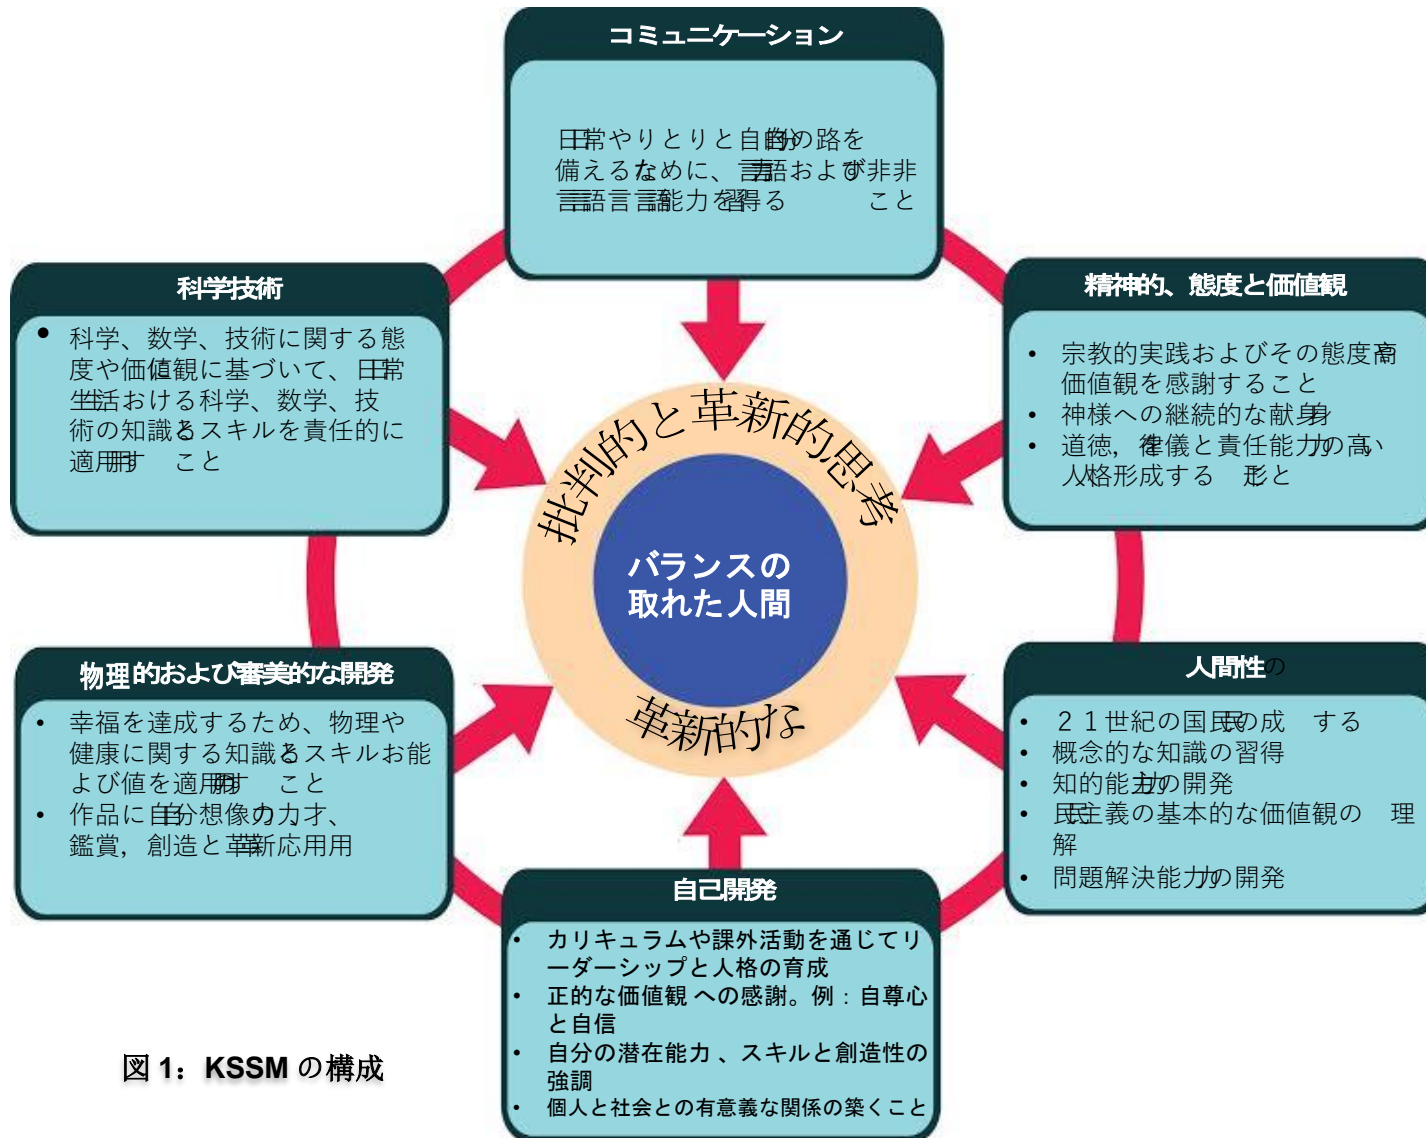 コミュニケーション
日常やりとりと自の路を
備えるために、言語および非非
言語言語能力を習得る こと
科学技術
• 科学、数学、技術に関する態
度や価値観に基づいて、日常
生活おける科学、数学、技
術の知識とスキルを責任的に
適用す こと
精神的、態度と価値観
• 宗教的実践およびその態度
価値観を感謝すること
• 神様への継続的な献身
• 道徳，儀と責任能力の高い
人格形成する と
批判的と革新的思考
バランスの
取れた人間
革新的な
物理的および審美的な開発
• 幸福を達成するため、物理や
健康に関する知識とスキルお能
よび値を適用す こと
• 作品に自分想像力才、
鑑賞，創造と革新応用用
人間性の
• ２１世紀の国民の成 する
• 概念的な知識の習得
• 知的能力の開発
• 民主義の基本的な価値観の 理
解
• 問題解決能力の開発
自己開発
• カリキュラムや課外活動を通じてリ
ーダーシップと人格の育成
• 正的な価値観 への感謝。例：自尊心
と自信
• 自分の潜在能力 、スキルと創造性の
強調
• 個人と社会との有意義な関係の築くこと
図 1：KSSM の構成